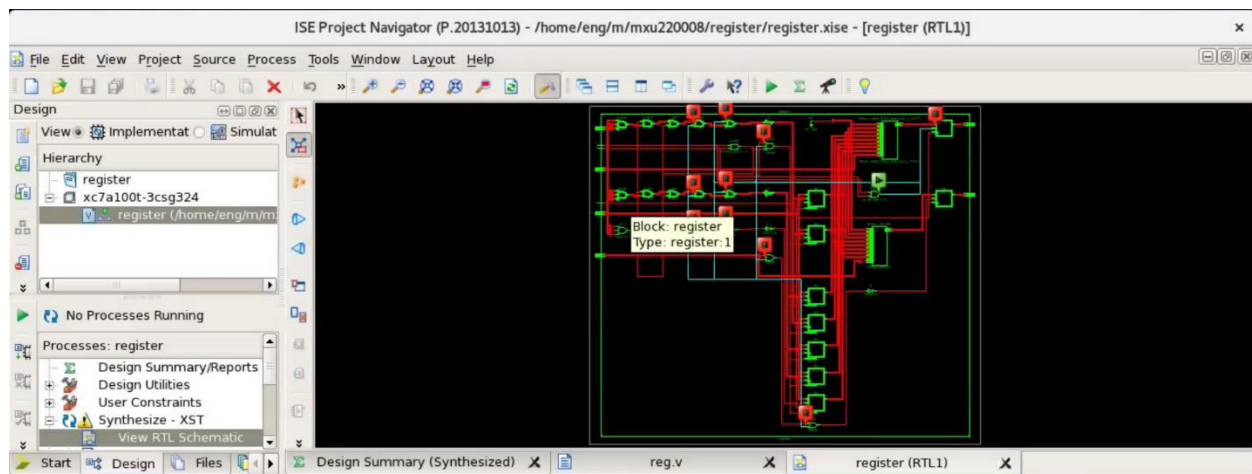 ISE Project Navigator (P.20131013) - /home/eng/m/mxu220008/register/register.xise - [register (RTL1)]
File Edit View Project Source Process Tools Window Layout Help
Design
View Implementat Simulat
Hierarchy
register
xc7a100t-3csg324
register (/home/eng/m/m
Block: register
Type: register:1
No Processes Running
Processes: register
Design Summary/Reports
Design Utilities
User Constraints
Synthesize - XST
View RTL Schematic
Start Design Files Design Summary (Synthesized) reg.v register (RTL1)